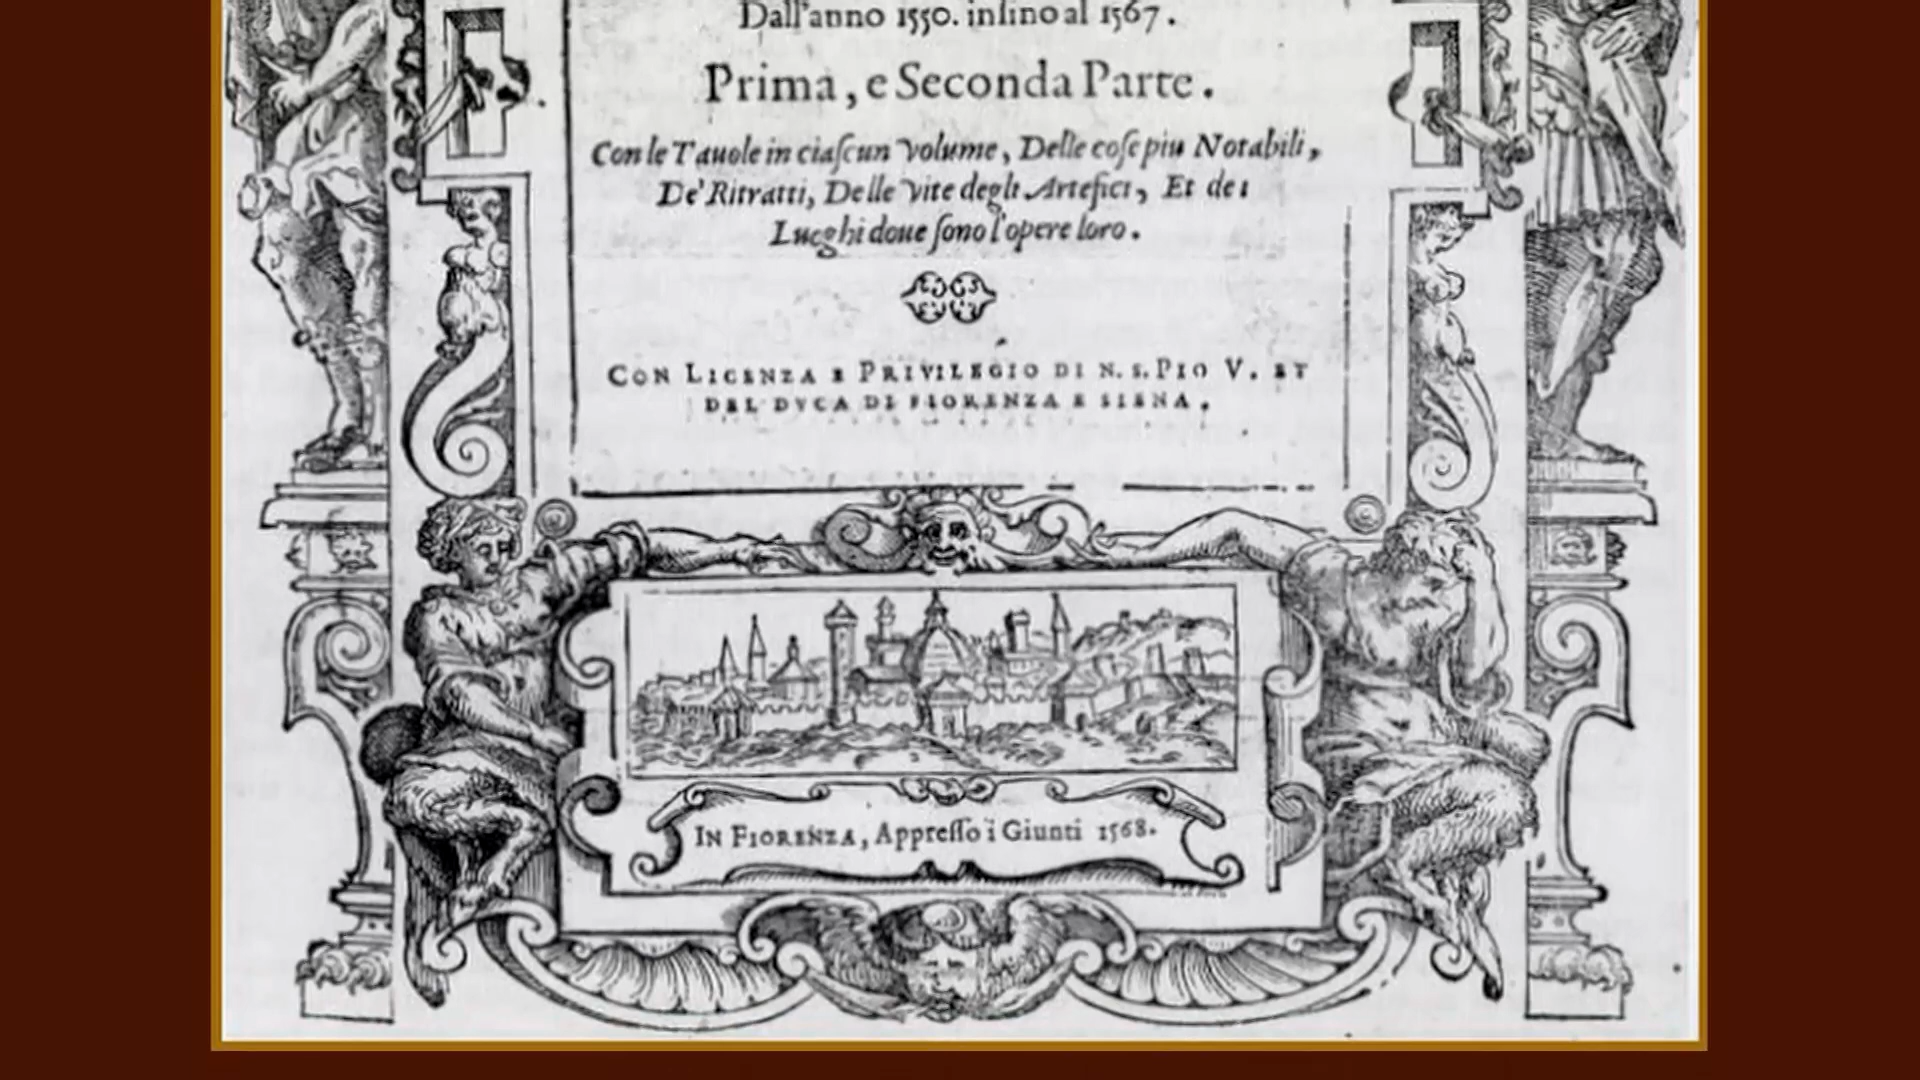 Dall'anno 1550. inſino al 1567.
Prima, e Seconda Parte.
Con le Tauole in ciaſcun Volume, Delle coſe piu Notabili,
De' Ritratti, Delle Vite degli Artefici, Et dei
Luoghi doue ſono l'opere loro.
CON LICENZA E PRIVILEGIO DI N. S. PIO V. ET
DEL DVCA DI FIORENZA E SIENA.
IN FIORENZA, Appreſſo i Giunti 1568.